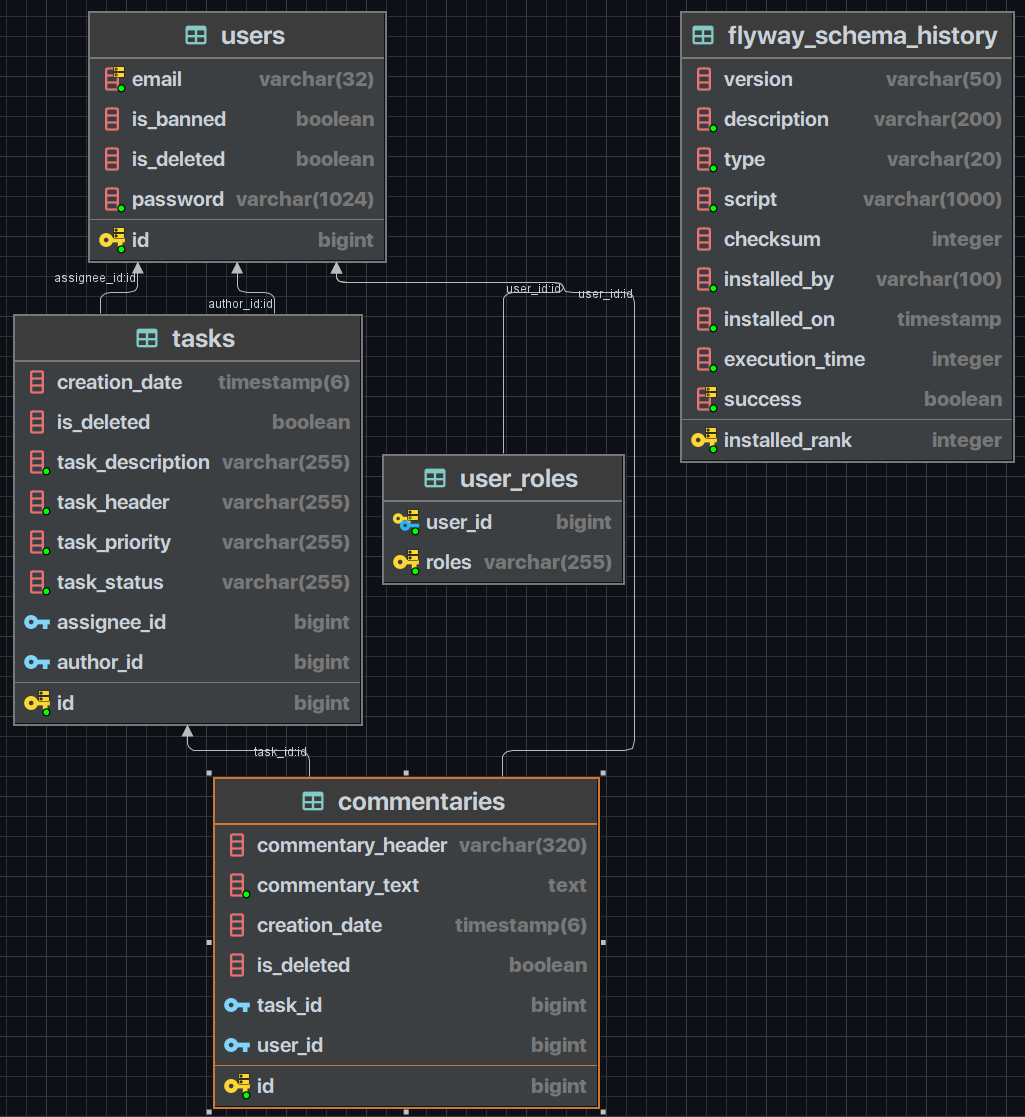 users
email varchar(32)
is_banned boolean
is_deleted boolean
password varchar(1024)
id bigint
flyway_schema_history
version varchar(50)
description varchar(200)
type varchar(20)
script varchar(1000)
checksum integer
installed_by varchar(100)
installed_on timestamp
execution_time integer
success boolean
installed_rank integer
assignee_id:id
author_id:id
user_id:id
user_id:id
tasks
creation_date timestamp(6)
is_deleted boolean
task_description varchar(255)
task_header varchar(255)
task_priority varchar(255)
task_status varchar(255)
assignee_id bigint
author_id bigint
id bigint
user_roles
user_id bigint
roles varchar(255)
task_id:id
commentaries
commentary_header varchar(320)
commentary_text text
creation_date timestamp(6)
is_deleted boolean
task_id bigint
user_id bigint
id bigint